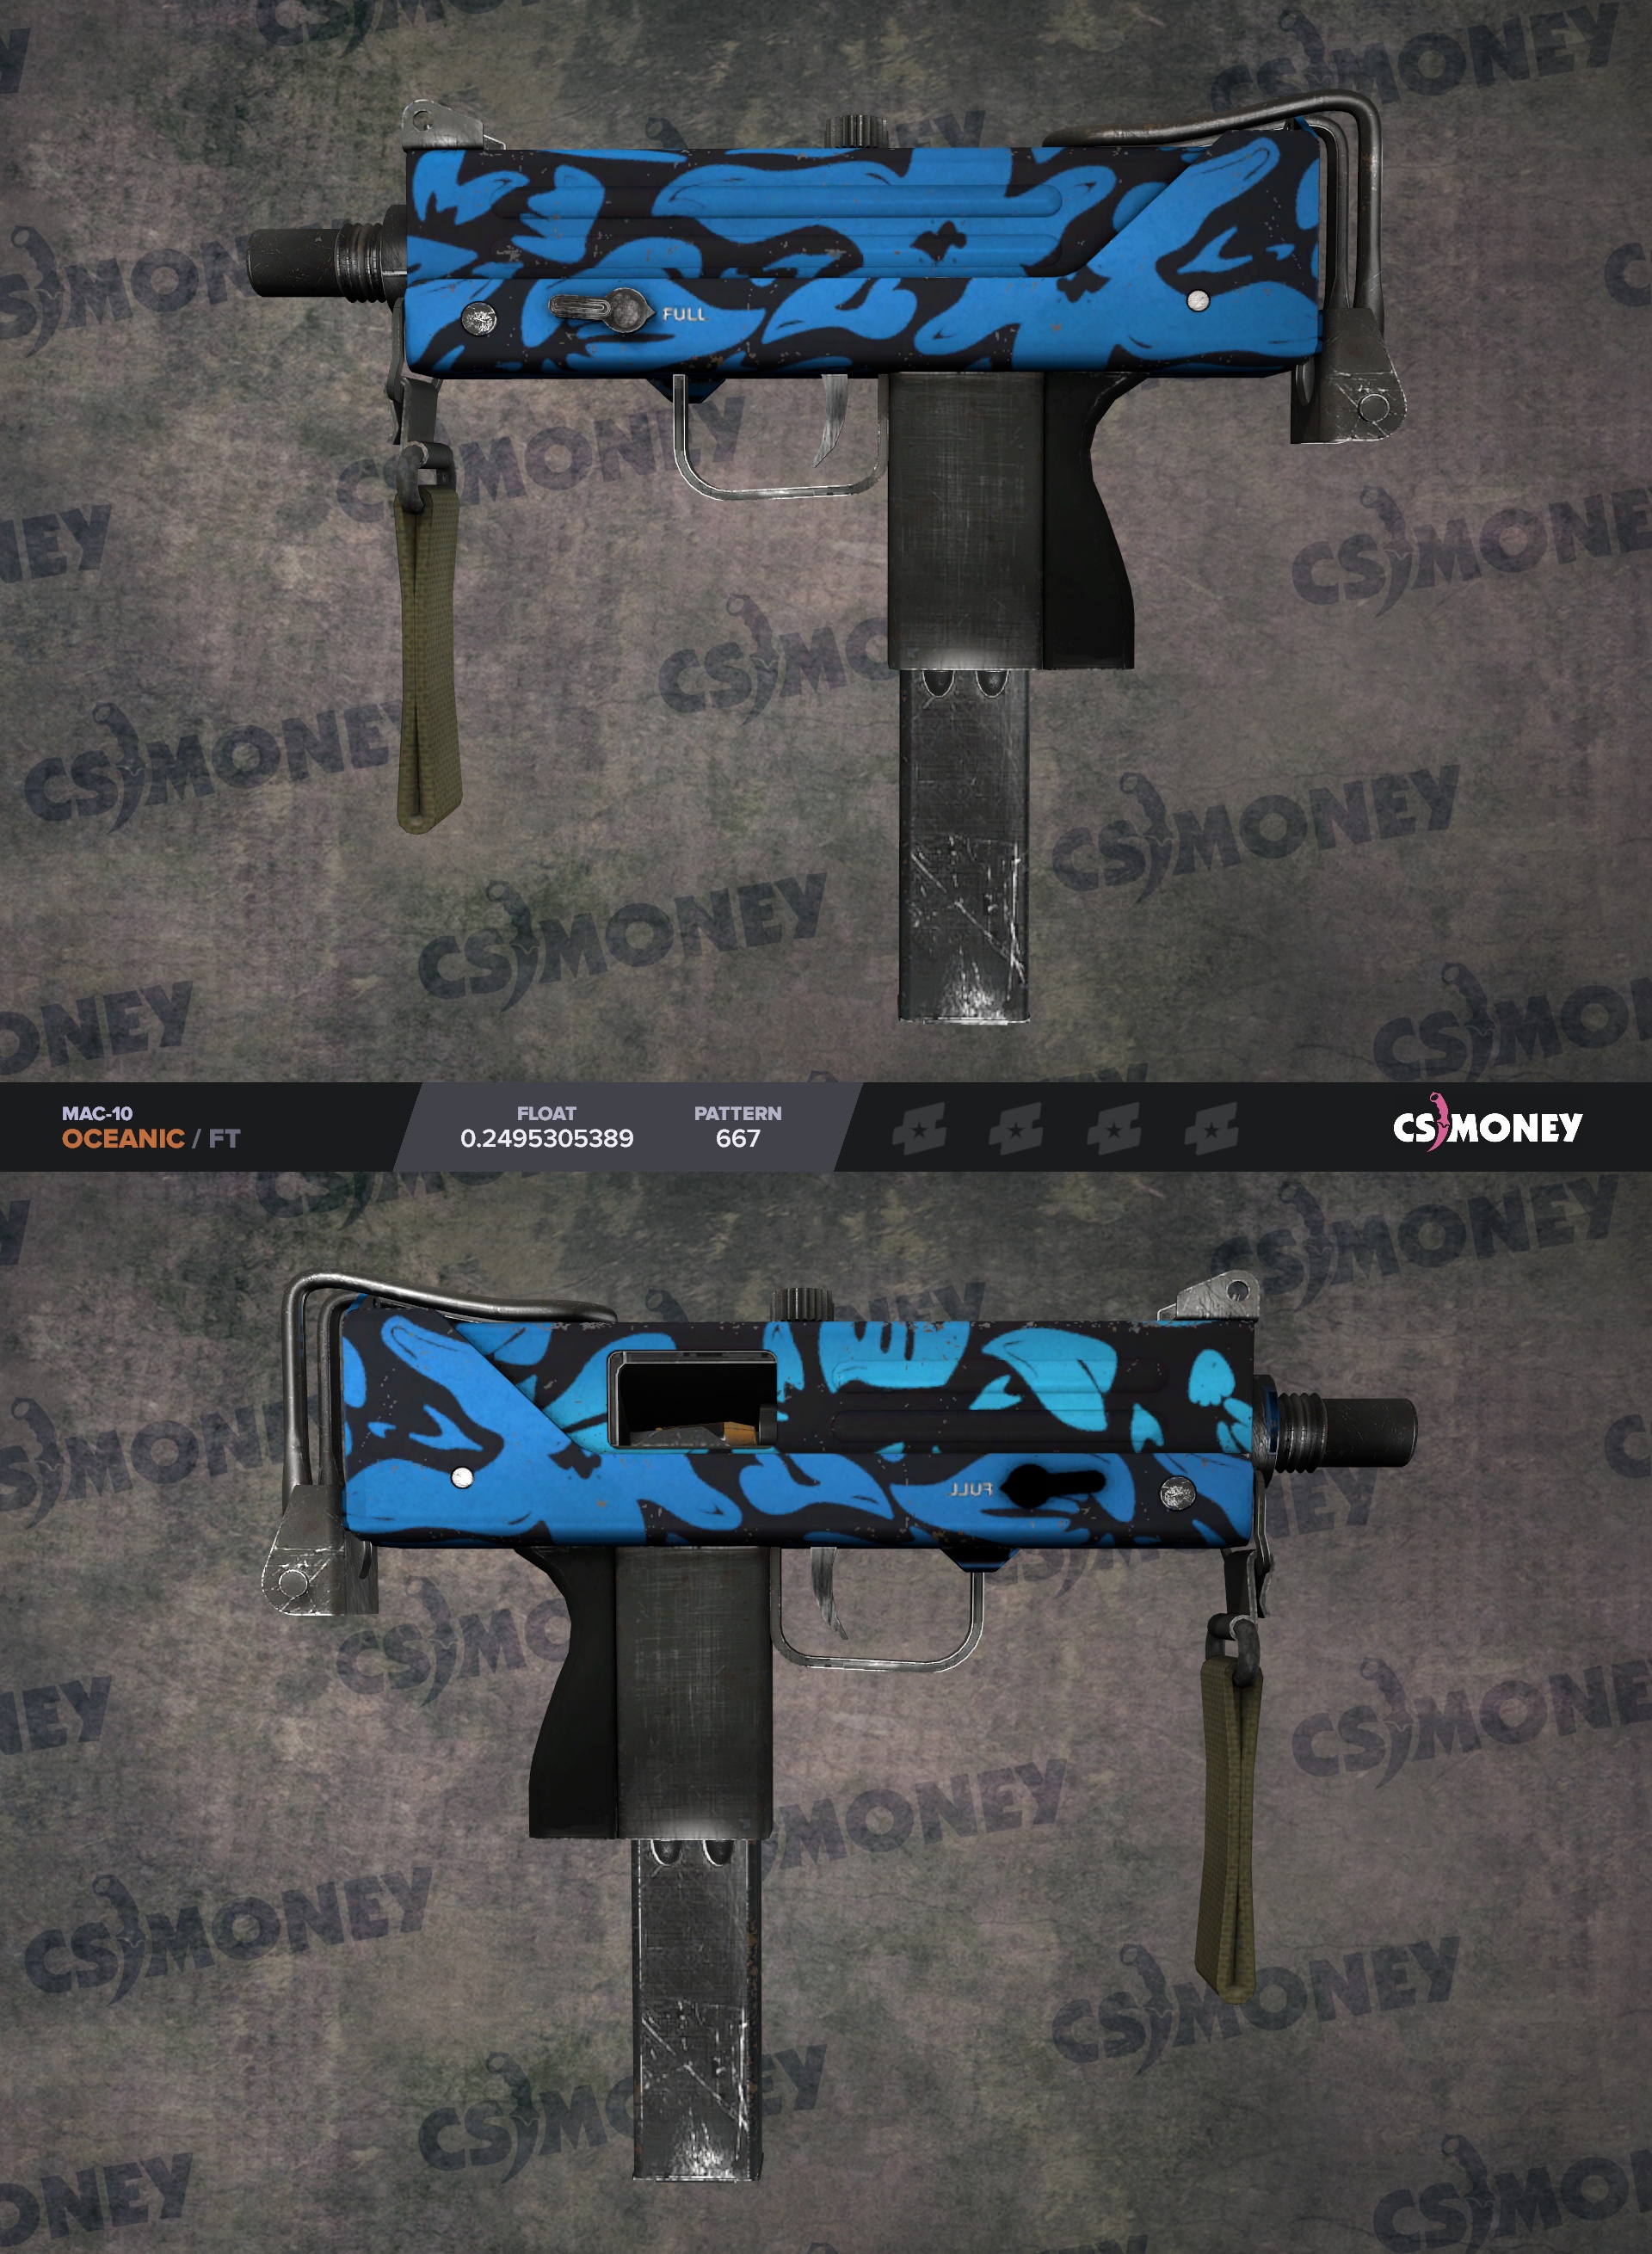 FULL
MAC-10
OCEANIC / FT
FLOAT
0.2495305389
PATTERN
667
CS MONEY
FULL